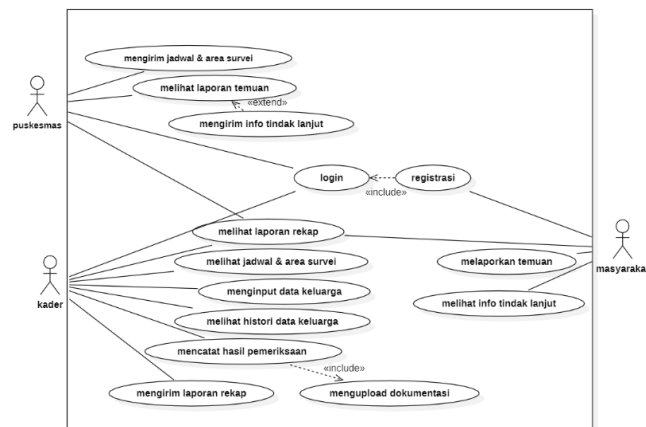 mengirim jadwal & area survei
melihat laporan temuan
«extend»
mengirim info tindak lanjut
puskesmas
login
registrasi
«include»
melihat laporan rekap
melihat jadwal & area survei
melaporkan temuan
masyaraka
kader
menginput data keluarga
melihat info tindak lanjut
melihat histori data keluarga
mencatat hasil pemeriksaan
«include»
mengirim laporan rekap
mengupload dokumentasi